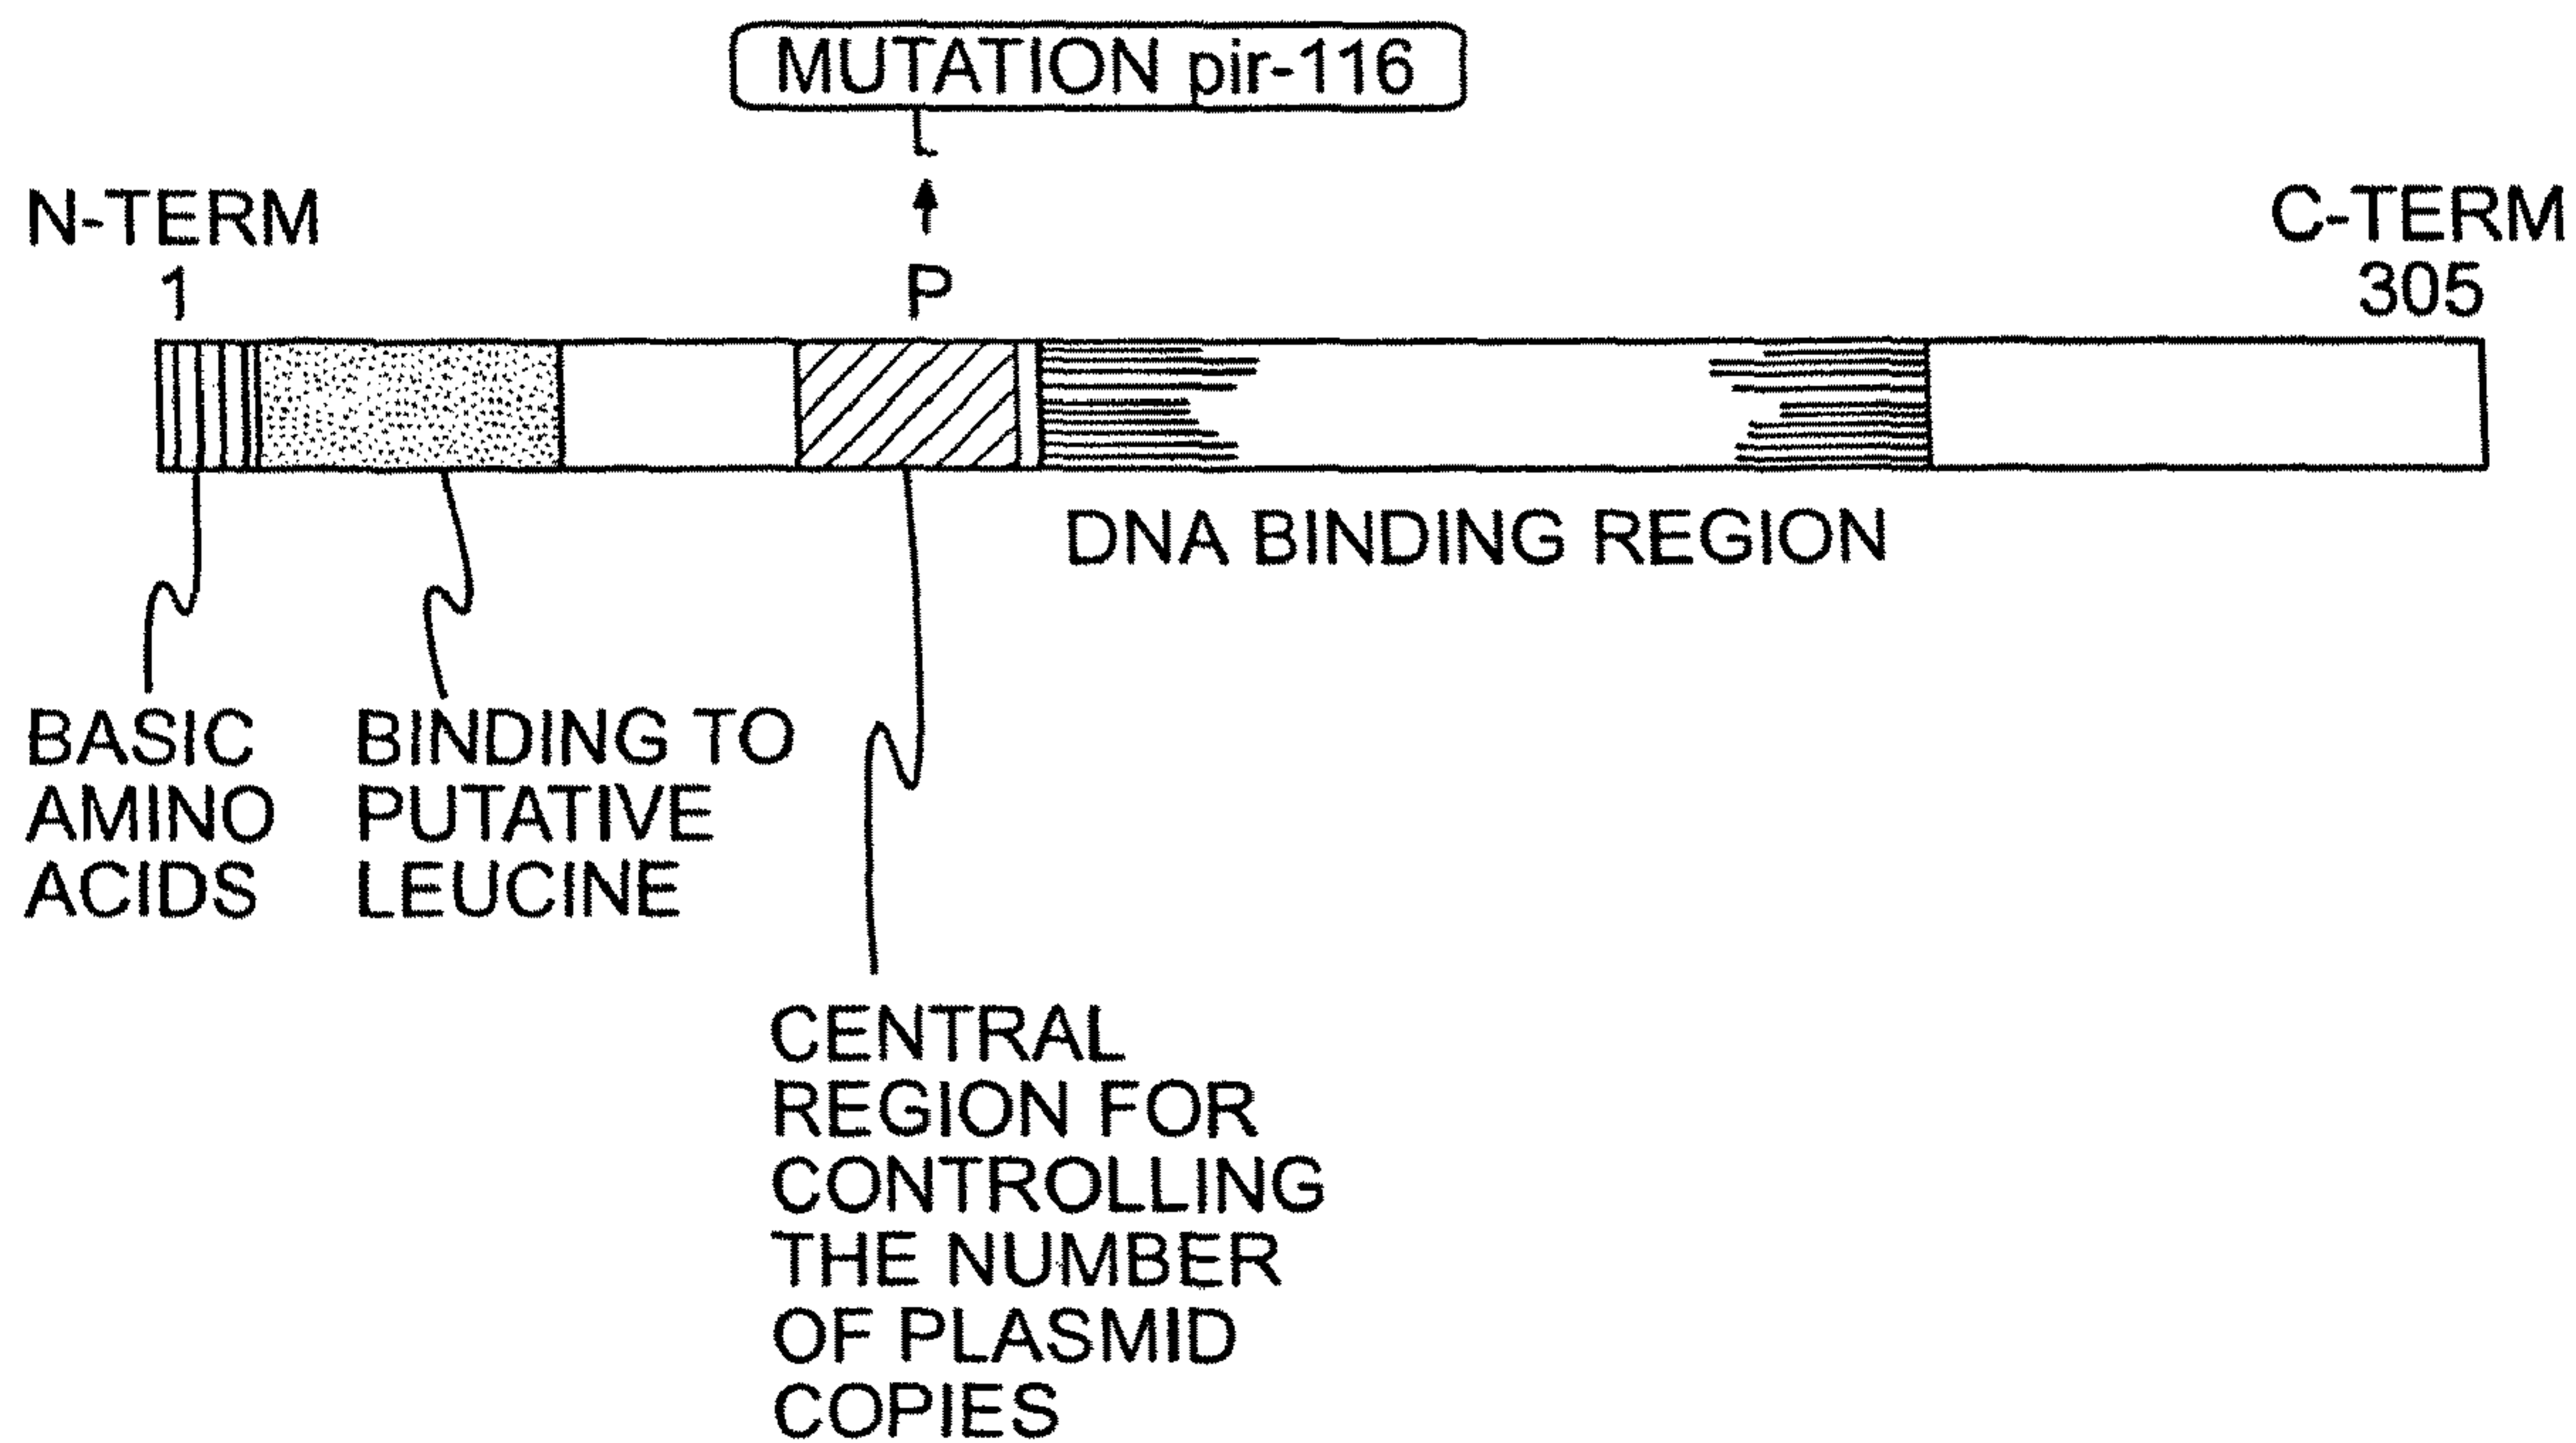 MUTATION pir-116
L
N-TERM
1
P
C-TERM
305
DNA BINDING REGION
BASIC
AMINO
ACIDS
BINDING TO
PUTATIVE
LEUCINE
CENTRAL
REGION FOR
CONTROLLING
THE NUMBER
OF PLASMID
COPIES